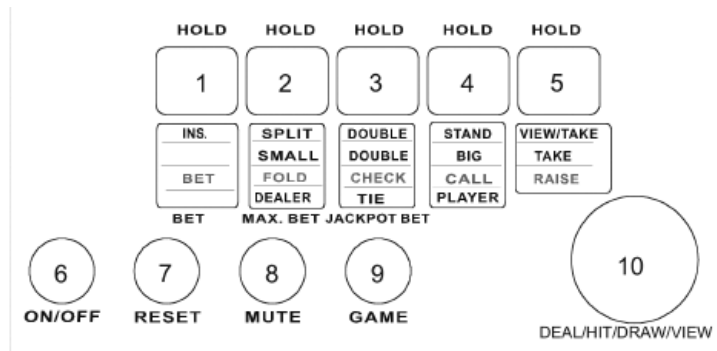 HOLD HOLD HOLD HOLD HOLD
1 2 3 4 5
INS. SPLIT DOUBLE STAND VIEW/TAKE
SMALL DOUBLE BIG TAKE
BET FOLD CHECK CALL RAISE
DEALER TIE PLAYER
BET MAX. BET JACKPOT BET
6 7 8 9 10
ON/OFF RESET MUTE GAME
DEAL/HIT/DRAW/VIEW